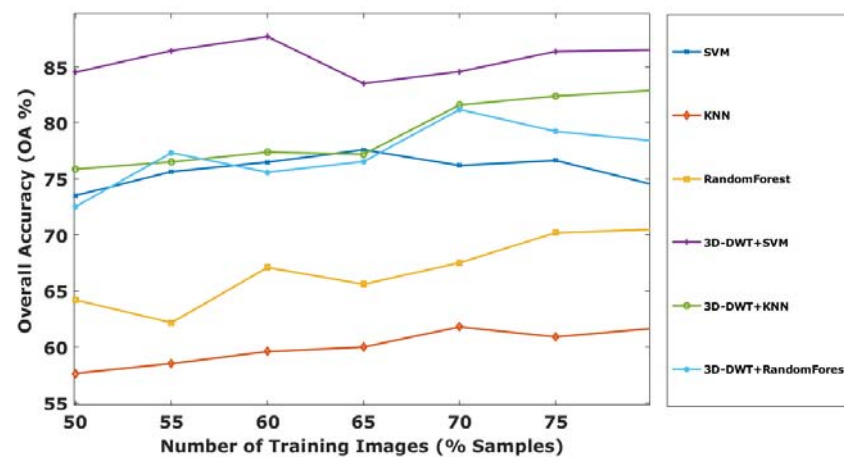 Overall Accuracy (OA %)
85
80
75
70
65
60
55
50 55 60 65 70 75
Number of Training Images (% Samples)
SVM
KNN
RandomForest
3D-DWT+SVM
3D-DWT+KNN
3D-DWT+RandomFores